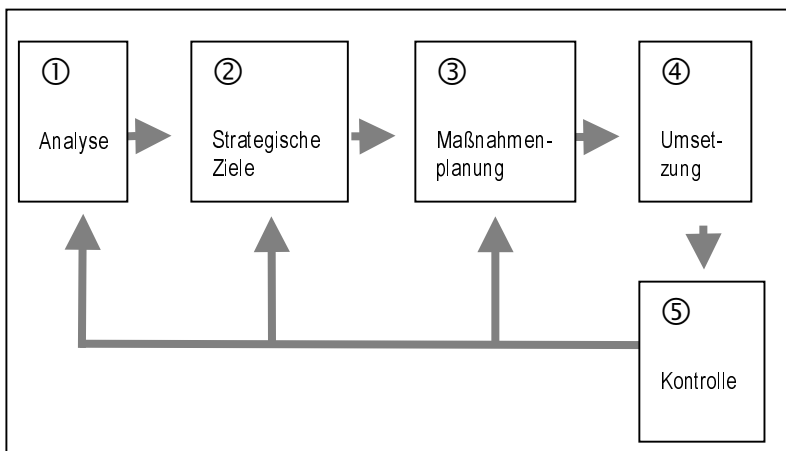 ①
Analyse
②
Strategische
Ziele
③
Maßnahmen-
planung
④
Umset-
zung
⑤
Kontrolle